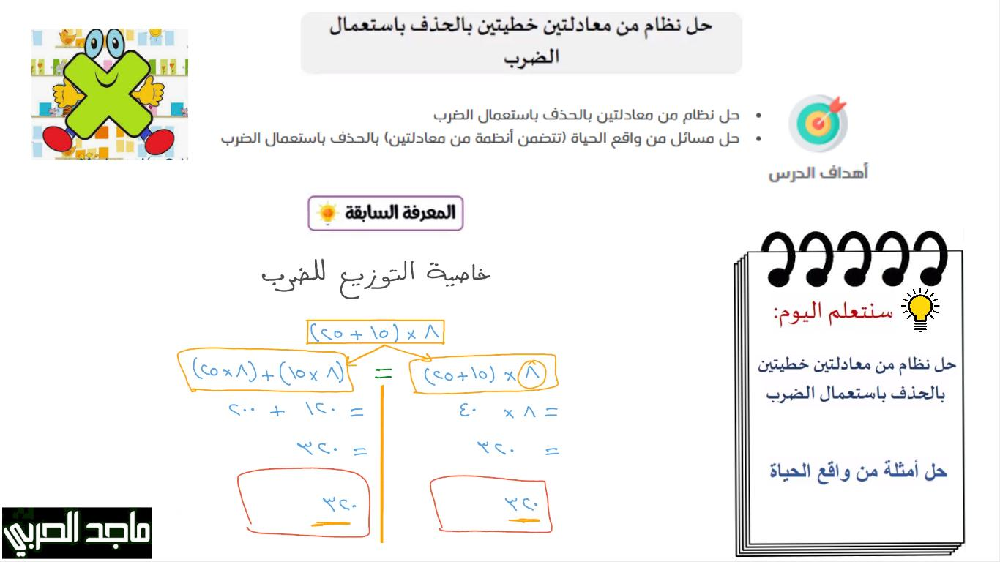 حل نظام من معادلتين خطيتين بالحذف باستعمال
الضرب
• حل نظام من معادلتين بالحذف باستعمال الضرب
• حل مسائل من واقع الحياة (تتضمن أنظمة من معادلتين) بالحذف باستعمال الضرب
أهداف الدرس
المعرفة السابقة
خاصية التوزيع للضرب
٨ × (١٥ + ٢٥)
٨ × (١٥ + ٢٥) = (٨ × ١٥) + (٨ × ٢٥)
= ٨ × ٤٠
= ٣٢٠
٣٢٠
= ١٢٠ + ٢٠٠
= ٣٢٠
٣٢٠
سنتعلم اليوم:
حل نظام من معادلتين خطيتين
بالحذف باستعمال الضرب
حل أمثلة من واقع الحياة
ماجد الحربي